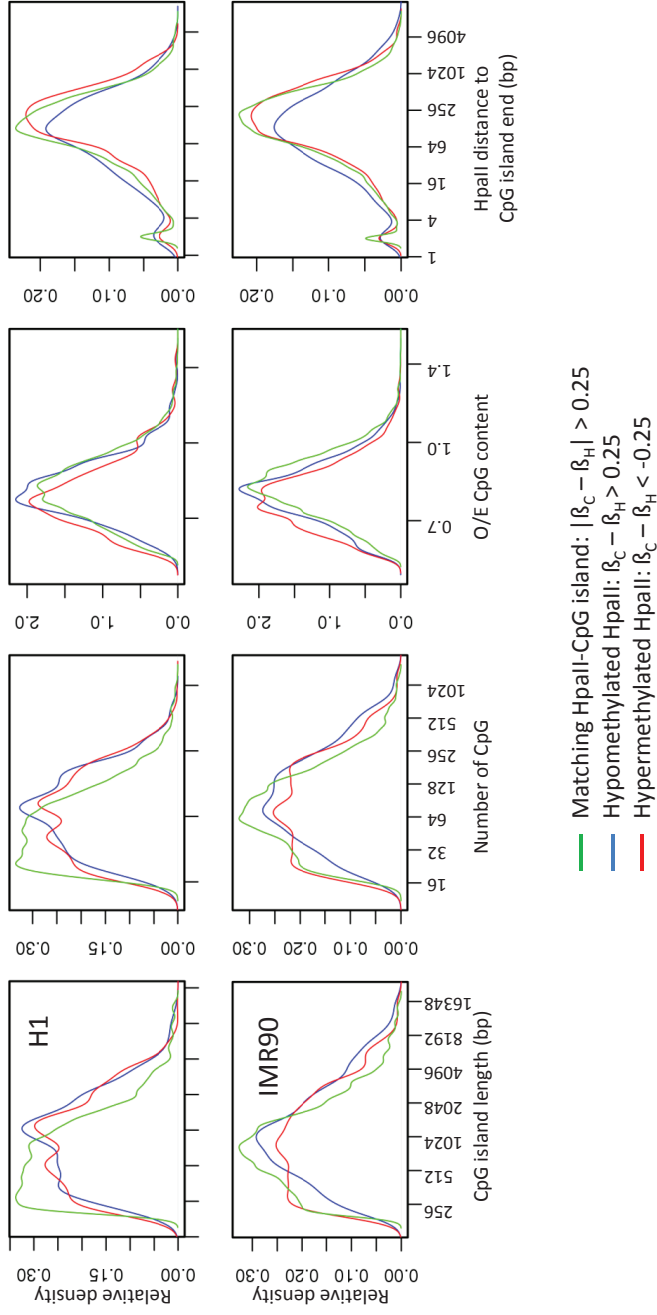 H1
Relative density
0.30
0.15
0.00
0.30
0.15
0.00
2.0
1.0
0.0
0.20
0.10
0.00
IMR90
Relative density
0.30
0.20
0.10
0.00
256 512 1024 2048 4096 8192 16348
CpG island length (bp)
0.30
0.20
0.10
0.00
16 32 64 128 256 512 1024
Number of CpG
2.0
1.0
0.0
0.7 1.0 1.4
O/E CpG content
0.20
0.10
0.00
1 4 16 64 256 1024 4096
HpaII distance to
CpG island end (bp)
Matching HpaII-CpG island: |ßC − ßH| > 0.25
Hypomethylated HpaII: ßC − ßH > 0.25
Hypermethylated HpaII: ßC − ßH < -0.25